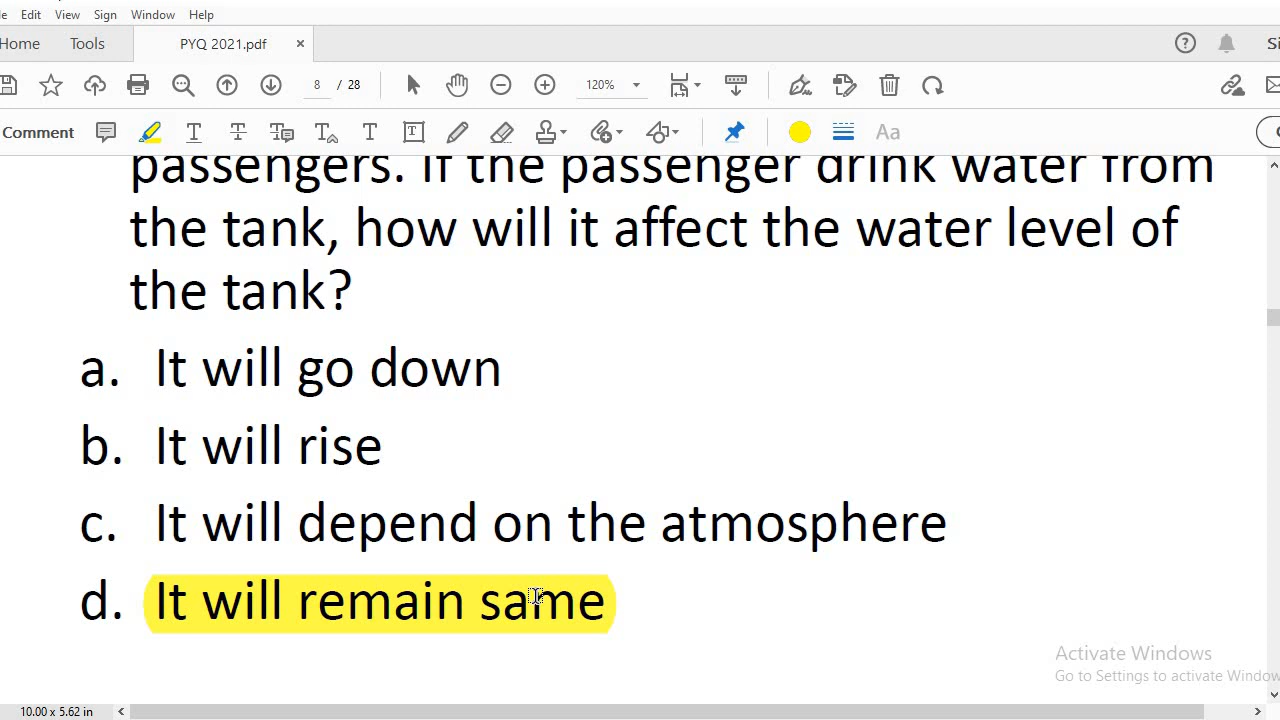 Edit View Sign Window Help
Home Tools PYQ 2021.pdf × ?
8 / 28 120%
Comment T T T T T Aa
passengers. If the passenger drink water from
the tank, how will it affect the water level of
the tank?
a. It will go down
b. It will rise
c. It will depend on the atmosphere
d. It will remain same
Activate Windows
Go to Settings to activate Window
10.00 x 5.62 in